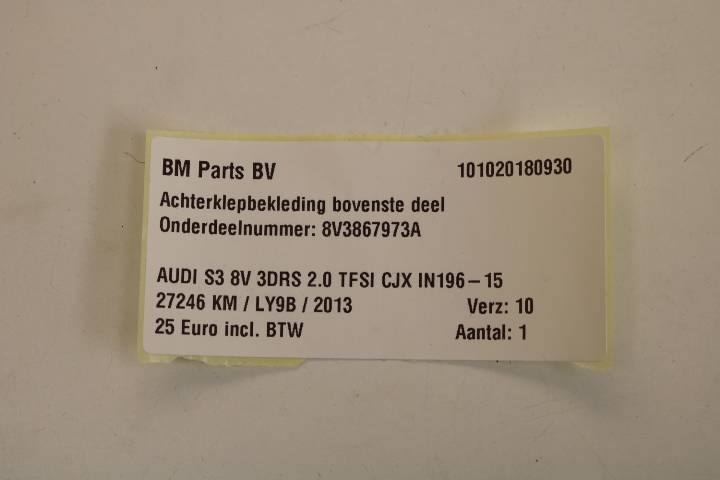 BM Parts BV 101020180930
Achterklepbekleding bovenste deel
Onderdeelnummer: 8V3867973A
AUDI S3 8V 3DRS 2.0 TFSI CJX IN196-15
27246 KM / LY9B / 2013 Verz: 10
25 Euro incl. BTW Aantal: 1